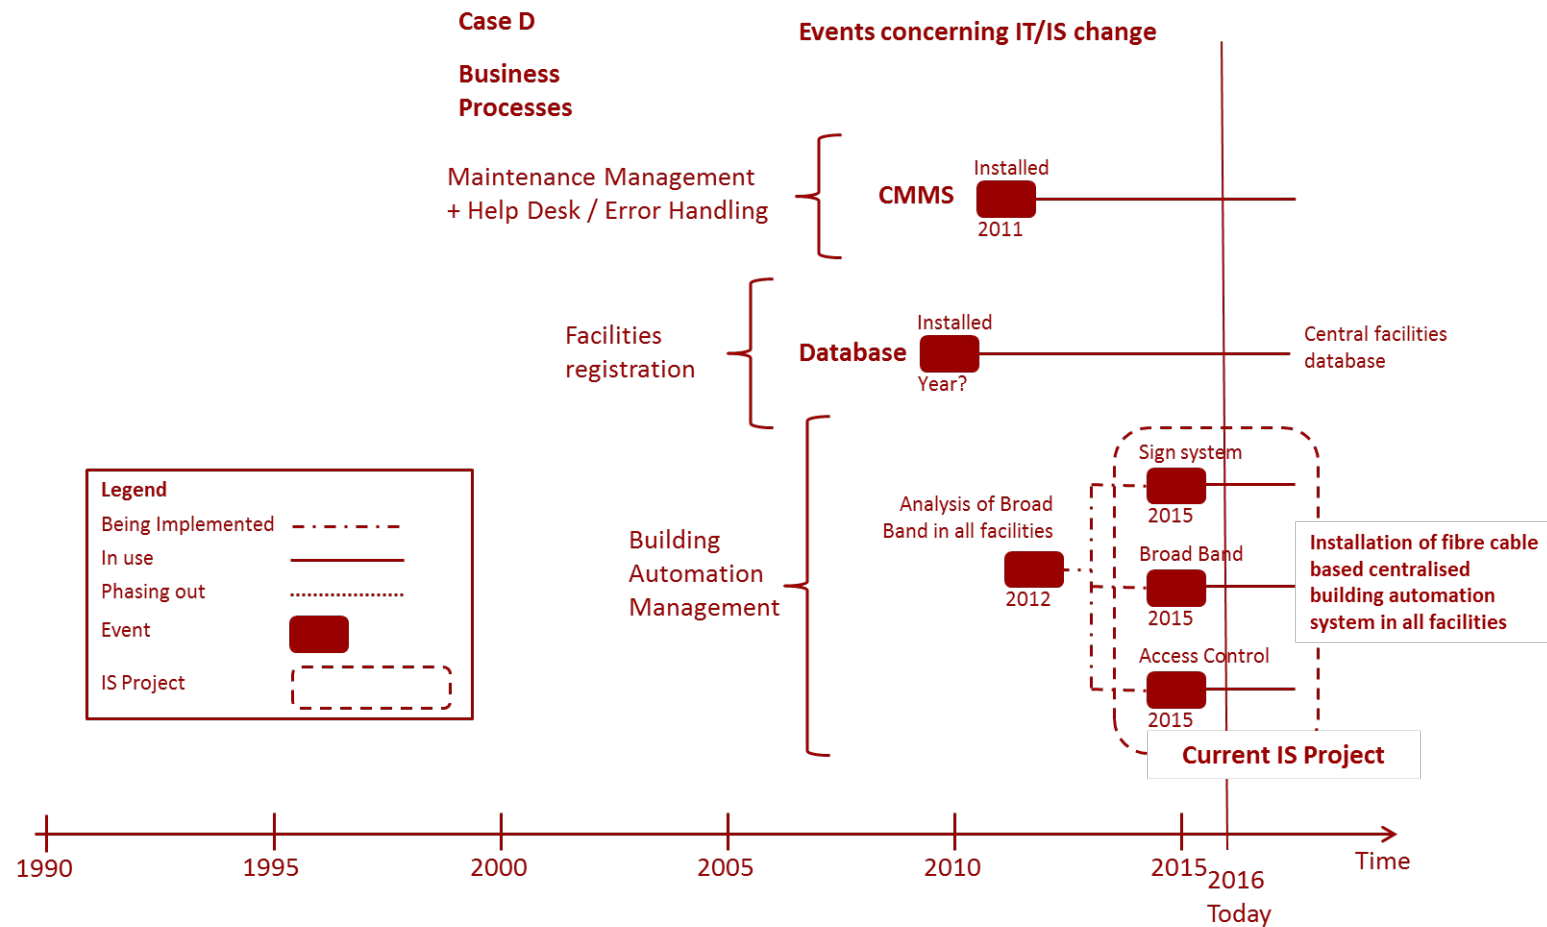 Case D
Events concerning IT/IS change
Business
Processes
Maintenance Management
+ Help Desk / Error Handling
CMMS
Installed
2011
Facilities
registration
Database
Installed
Year?
Central facilities
database
Building
Automation
Management
Analysis of Broad
Band in all facilities
2012
Sign system
2015
Broad Band
2015
Access Control
2015
Installation of fibre cable
based centralised
building automation
system in all facilities
Current IS Project
Legend
Being Implemented
In use
Phasing out
Event
IS Project
1990
1995
2000
2005
2010
2015
2016
Today
Time